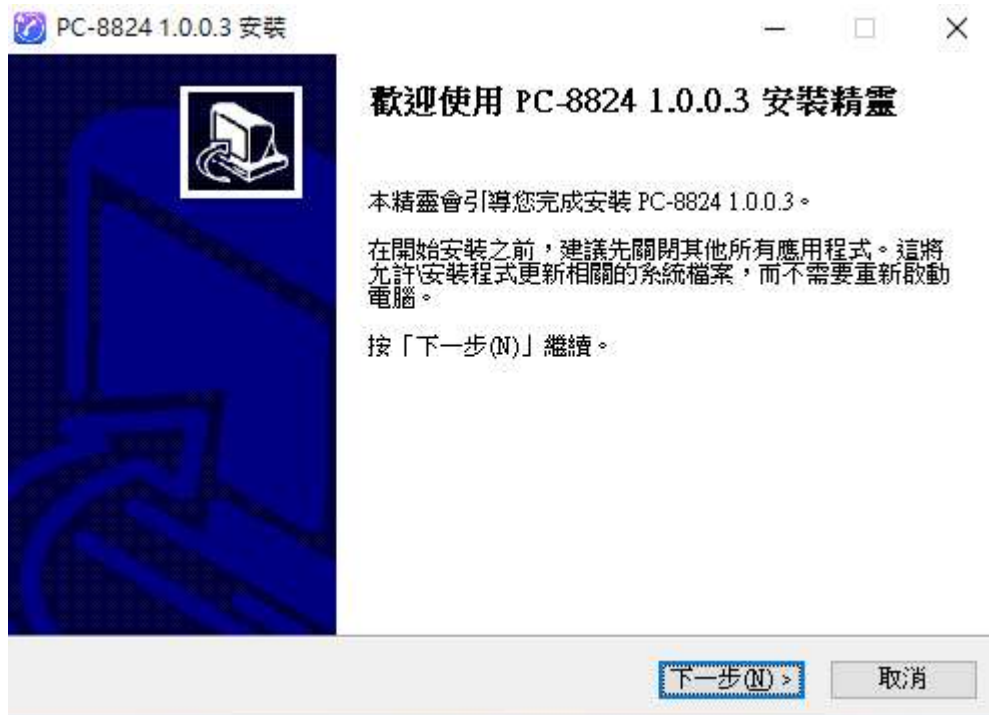 PC-8824 1.0.0.3 安裝
歡迎使用 PC-8824 1.0.0.3 安裝精靈
本精靈會引導您完成安裝 PC-8824 1.0.0.3。
在開始安裝之前，建議先關閉其他所有應用程式。這將
允許\安裝程式更新相關的系統檔案，而不需要重新啟動
電腦。
按「下一步(N)」繼續。
下一步(N) >
取消